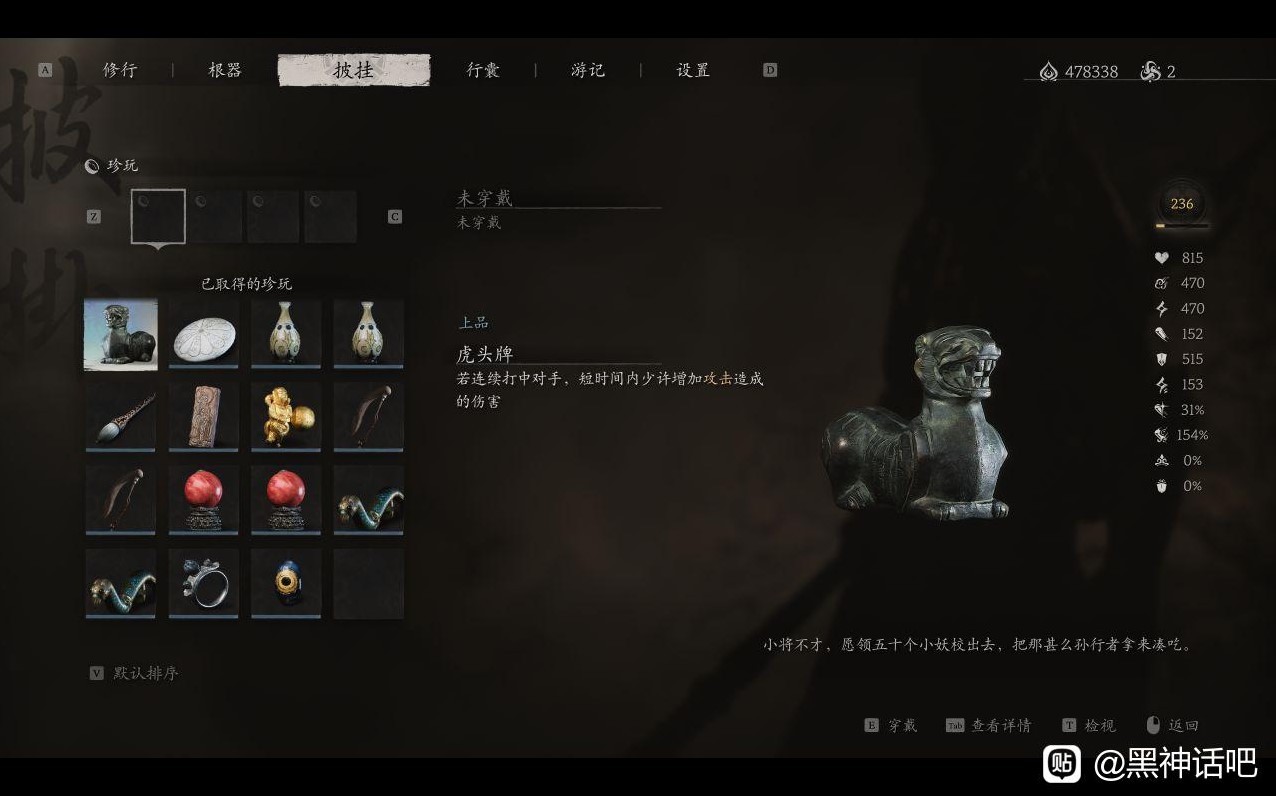 A 修行 根器 披挂 行囊 游记 设置 D
478338 2
披挂
珍玩
Z C
未穿戴
未穿戴
236
815
470
470
152
515
153
31%
154%
0%
0%
已取得的珍玩
上品
虎头牌
若连续打中对手，短时间内少许增加攻击造成
的伤害
小将不才，愿领五十个小妖校出去，把那甚么孙行者拿来凑吃。
V 默认排序
E 穿戴 Tab 查看详情 T 检视 返回
贴 @黑神话吧